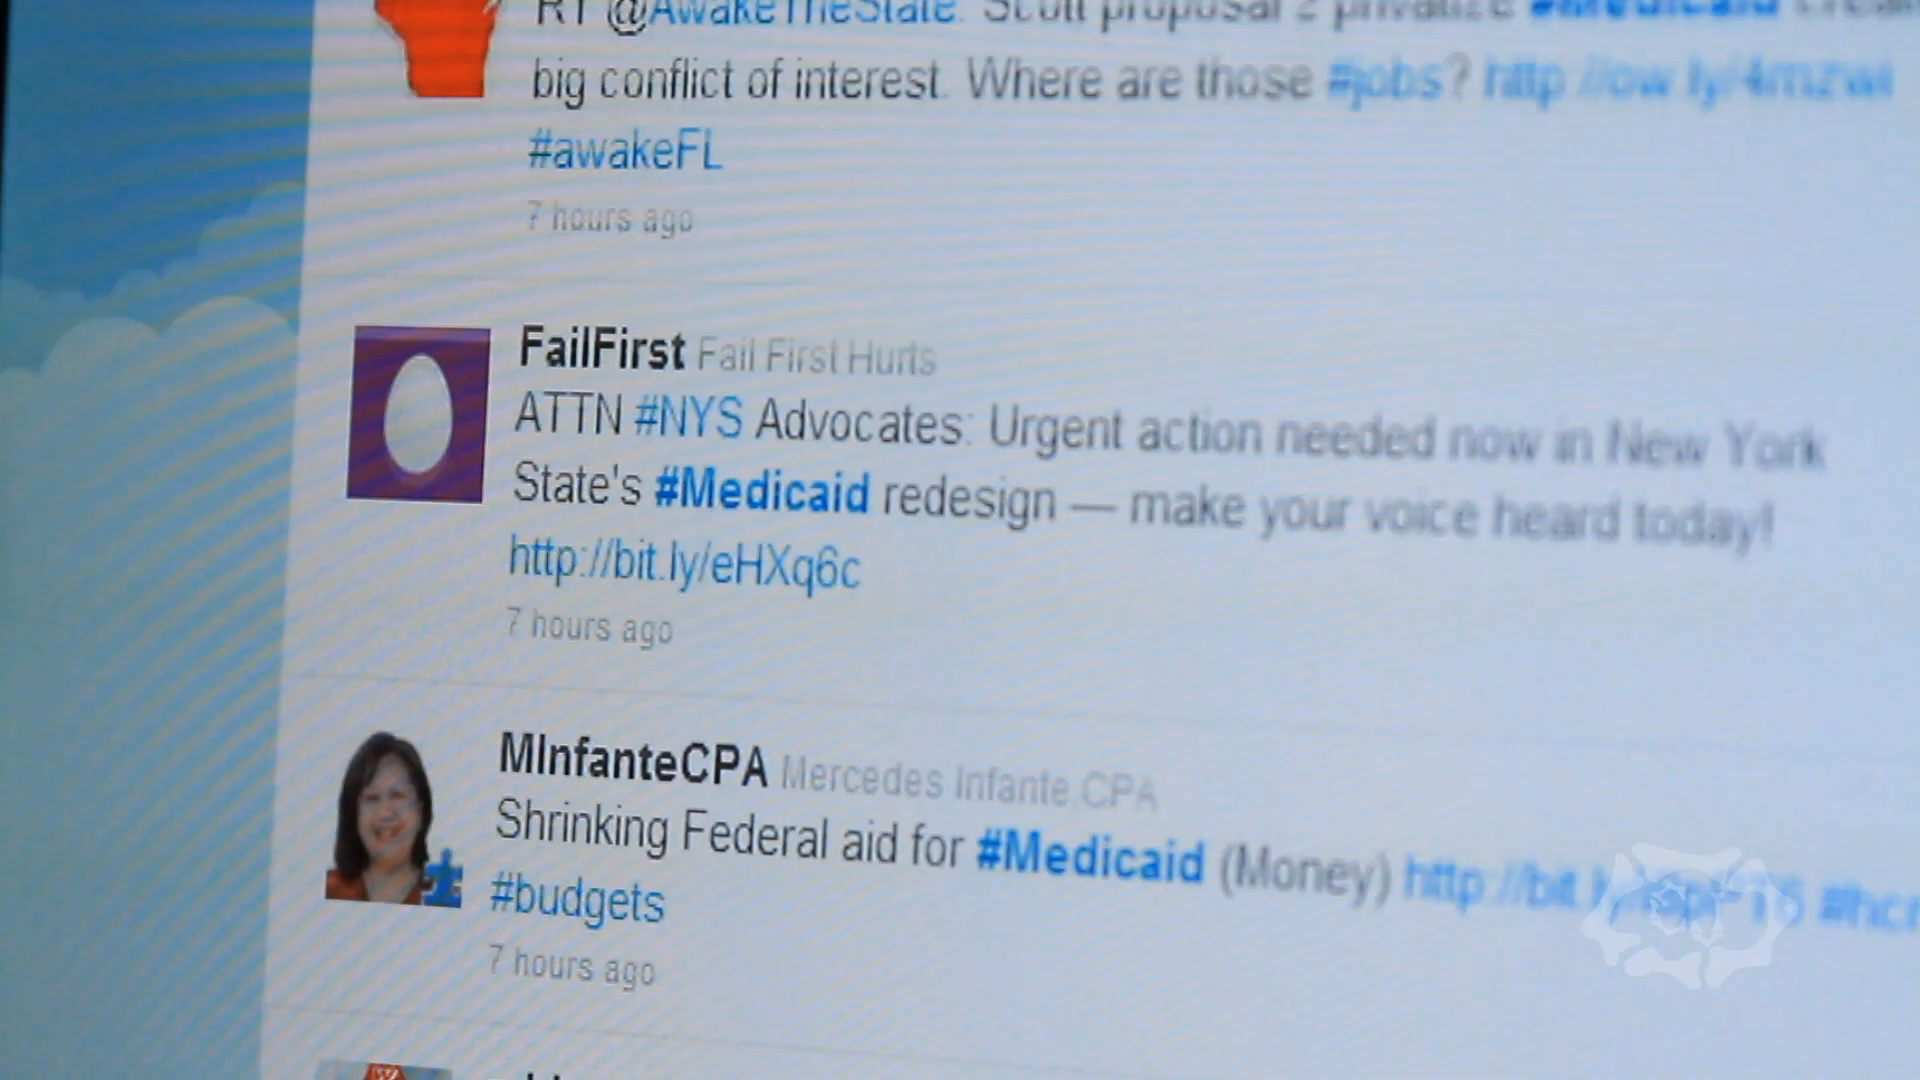 RT @AwakeTheState: Scott proposal 2 privatize #Medicaid
big conflict of interest. Where are those #jobs? http://ow.ly/4mzwi
#awakeFL
7 hours ago
FailFirst Fail First Hurts
ATTN #NYS Advocates: Urgent action needed now in New York
State's #Medicaid redesign — make your voice heard today!
http://bit.ly/eHXq6c
7 hours ago
MInfanteCPA Mercedes Infante,CPA
Shrinking Federal aid for #Medicaid (Money)
#budgets
7 hours ago